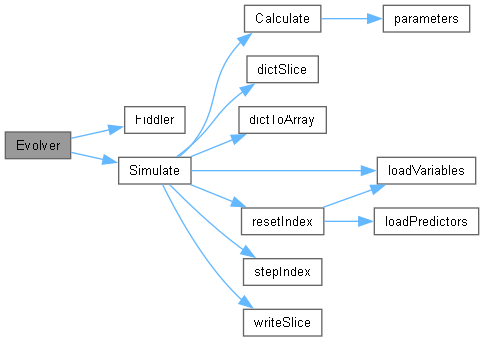 Calculate
parameters
dictSlice
Fiddler
dictToArray
Evolver
Simulate
loadVariables
resetIndex
loadPredictors
stepIndex
writeSlice